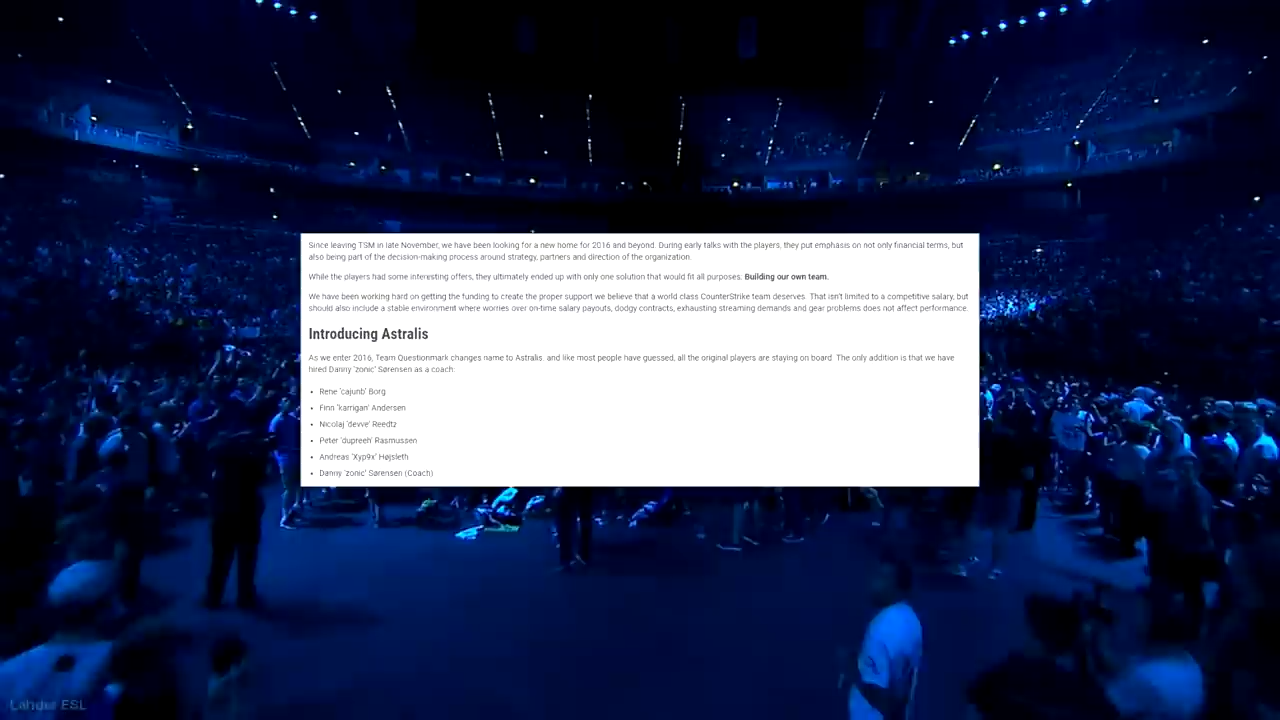 Since leaving TSM in late November, we have been looking for a new home for 2016 and beyond. During early talks with the players, they put emphasis on not only financial terms, but
also being part of the decision-making process around strategy, partners and direction of the organization.
While the players had some interesting offers, they ultimately ended up with only one solution that would fit all purposes: Building our own team.
We have been working hard on getting the funding to create the proper support we believe that a world class CounterStrike team deserves. That isn't limited to a competitive salary, but
should also include a stable environment where worries over on-time salary payouts, dodgy contracts, exhausting streaming demands and gear problems does not affect performance.
Introducing Astralis
As we enter 2016, Team Questionmark changes name to Astralis, and like most people have guessed, all the original players are staying on board. The only addition is that we have
hired Danny 'zonic' Sørensen as a coach:
• Rene 'cajunb' Borg
• Finn 'karrigan' Andersen
• Nicolaj 'devve' Reedtz
• Peter 'dupreeh' Rasmussen
• Andreas 'Xyp9x' Højsleth
• Danny 'zonic' Sørensen (Coach)
ESL